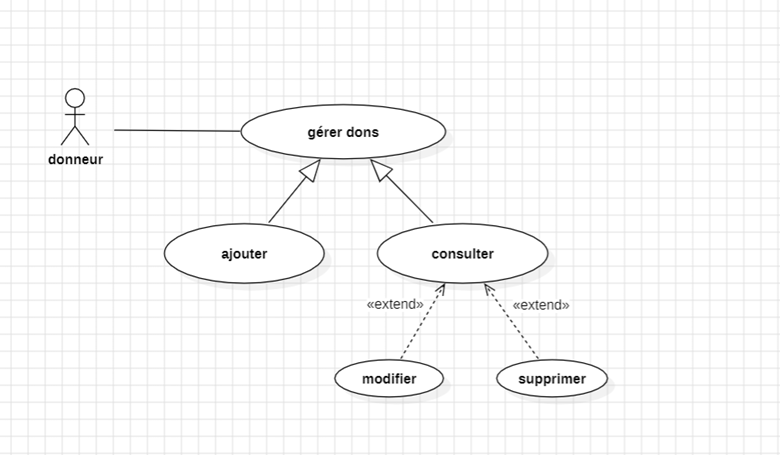 gérer dons
donneur
ajouter
consulter
«extend»
«extend»
modifier
supprimer